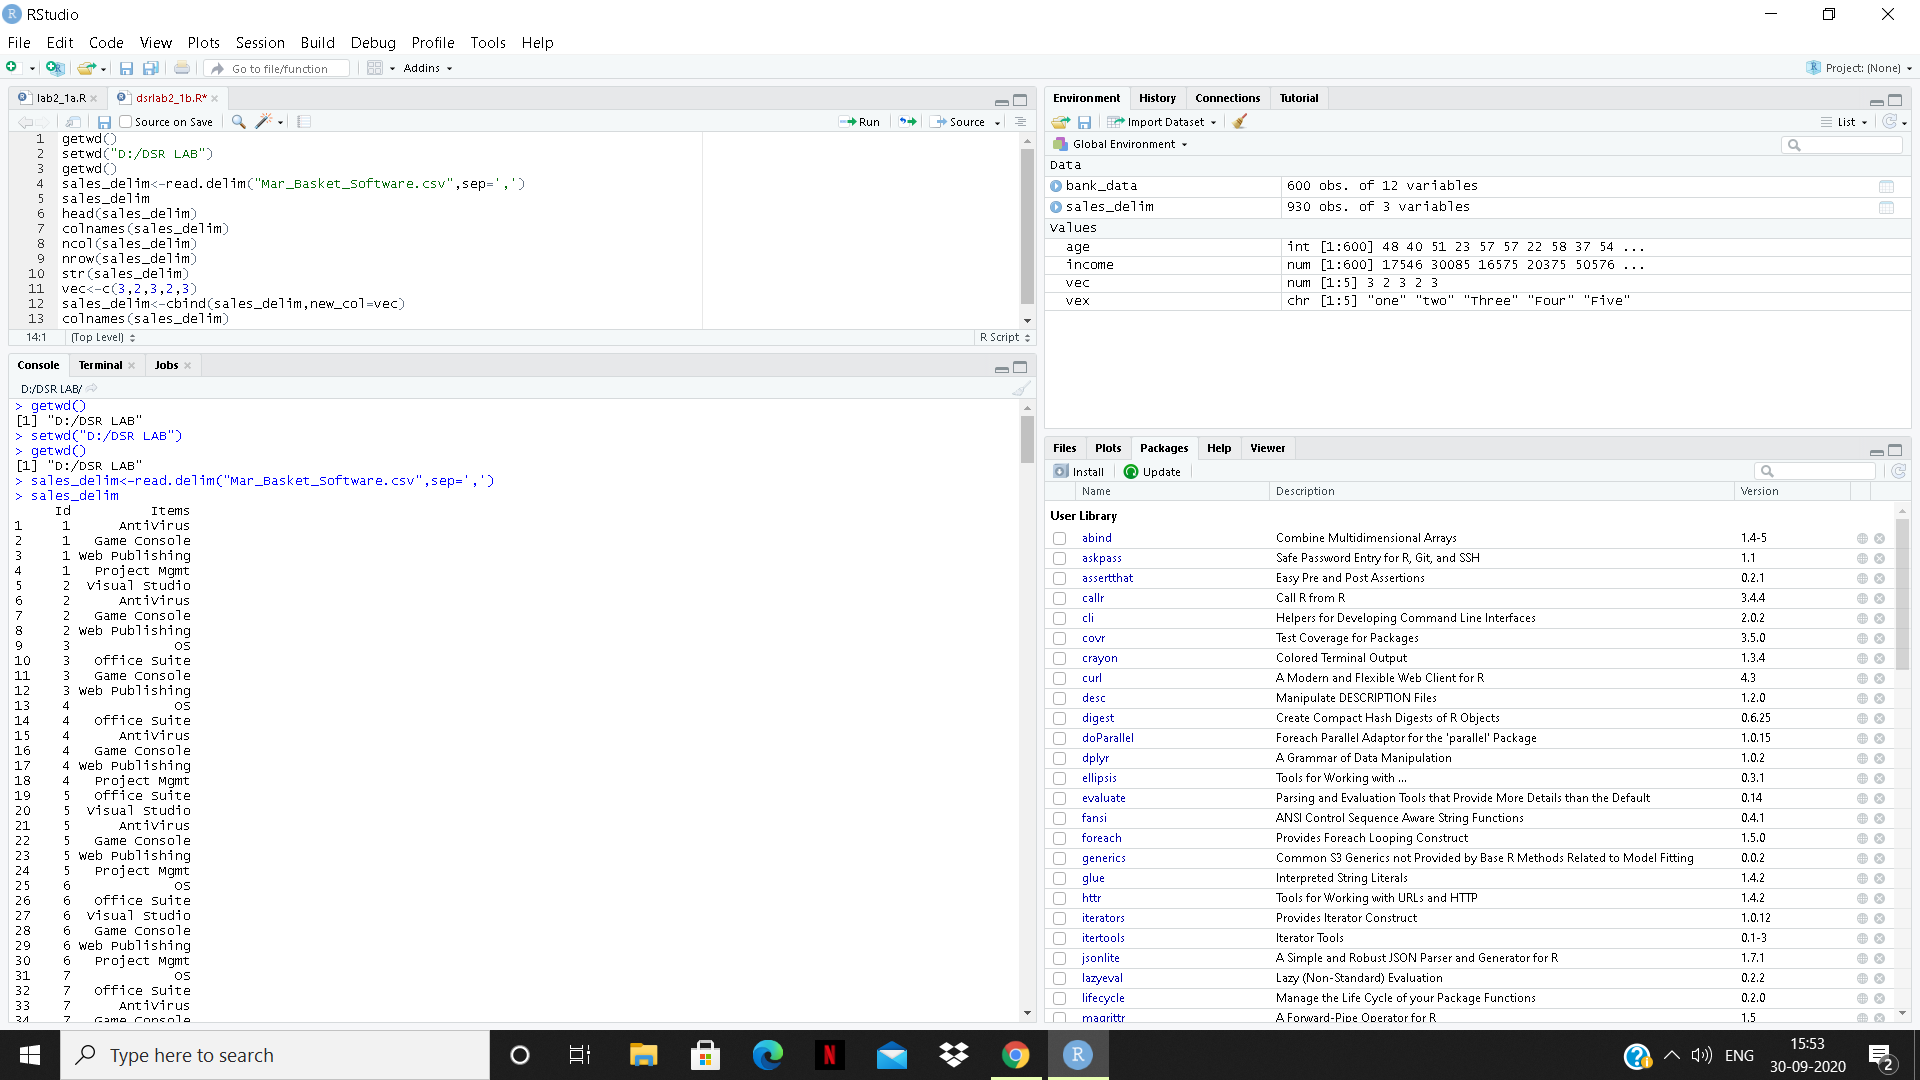 RStudio
File Edit Code View Plots Session Build Debug Profile Tools Help
Go to file/function Addins Project: (None)
lab2_1a.R dsrlab2_1b.R*
Source on Save Run Source
1 getwd()
2 setwd("D:/DSR LAB")
3 getwd()
4 sales_delim<-read.delim("Mar_Basket_Software.csv",sep=',')
5 sales_delim
6 head(sales_delim)
7 colnames(sales_delim)
8 ncol(sales_delim)
9 nrow(sales_delim)
10 str(sales_delim)
11 vec<-c(3,2,3,2,3)
12 sales_delim<-cbind(sales_delim,new_col=vec)
13 colnames(sales_delim)
14:1 (Top Level) R Script
Console Terminal Jobs
D:/DSR LAB/
> getwd()
[1] "D:/DSR LAB"
> setwd("D:/DSR LAB")
> getwd()
[1] "D:/DSR LAB"
> sales_delim<-read.delim("Mar_Basket_Software.csv",sep=',')
> sales_delim
Id Items
1 1 AntiVirus
2 1 Game Console
3 1 Web Publishing
4 1 Project Mgmt
5 2 Visual Studio
6 2 AntiVirus
7 2 Game Console
8 2 Web Publishing
9 3 OS
10 3 Office Suite
11 3 Game Console
12 3 Web Publishing
13 4 OS
14 4 Office Suite
15 4 AntiVirus
16 4 Game Console
17 4 Web Publishing
18 4 Project Mgmt
19 5 Office Suite
20 5 Visual Studio
21 5 AntiVirus
22 5 Game Console
23 5 Web Publishing
24 5 Project Mgmt
25 6 OS
26 6 Office Suite
27 6 Visual Studio
28 6 Game Console
29 6 Web Publishing
30 6 Project Mgmt
31 7 OS
32 7 Office Suite
33 7 AntiVirus
34 7 Game Console
Environment History Connections Tutorial
Import Dataset List
Global Environment
Data
bank_data 600 obs. of 12 variables
sales_delim 930 obs. of 3 variables
Values
age int [1:600] 48 40 51 23 57 57 22 58 37 54 ...
income num [1:600] 17546 30085 16575 20375 50576 ...
vec num [1:5] 3 2 3 2 3
vex chr [1:5] "one" "two" "Three" "Four" "Five"
Files Plots Packages Help Viewer
Install Update
Name Description Version
User Library
abind Combine Multidimensional Arrays 1.4-5
askpass Safe Password Entry for R, Git, and SSH 1.1
assertthat Easy Pre and Post Assertions 0.2.1
callr Call R from R 3.4.4
cli Helpers for Developing Command Line Interfaces 2.0.2
covr Test Coverage for Packages 3.5.0
crayon Colored Terminal Output 1.3.4
curl A Modern and Flexible Web Client for R 4.3
desc Manipulate DESCRIPTION Files 1.2.0
digest Create Compact Hash Digests of R Objects 0.6.25
doParallel Foreach Parallel Adaptor for the 'parallel' Package 1.0.15
dplyr A Grammar of Data Manipulation 1.0.2
ellipsis Tools for Working with ... 0.3.1
evaluate Parsing and Evaluation Tools that Provide More Details than the Default 0.14
fansi ANSI Control Sequence Aware String Functions 0.4.1
foreach Provides Foreach Looping Construct 1.5.0
generics Common S3 Generics not Provided by Base R Methods Related to Model Fitting 0.0.2
glue Interpreted String Literals 1.4.2
httr Tools for Working with URLs and HTTP 1.4.2
iterators Provides Iterator Construct 1.0.12
itertools Iterator Tools 0.1-3
jsonlite A Simple and Robust JSON Parser and Generator for R 1.7.1
lazyeval Lazy (Non-Standard) Evaluation 0.2.2
lifecycle Manage the Life Cycle of your Package Functions 0.2.0
magrittr A Forward-Pipe Operator for R 1.5
Type here to search
ENG
15:53
30-09-2020
2